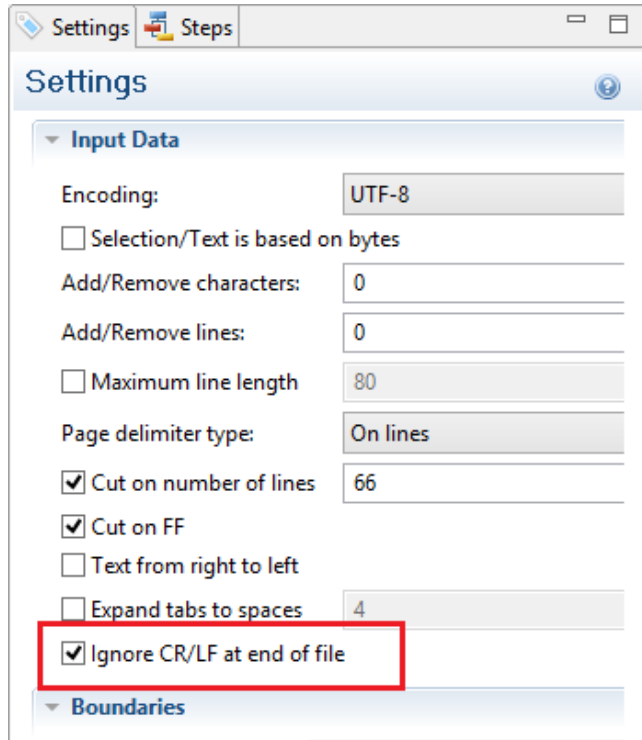 Settings Steps
Settings
Input Data
Encoding: UTF-8
Selection/Text is based on bytes
Add/Remove characters: 0
Add/Remove lines: 0
Maximum line length 80
Page delimiter type: On lines
Cut on number of lines 66
Cut on FF
Text from right to left
Expand tabs to spaces 4
Ignore CR/LF at end of file
Boundaries